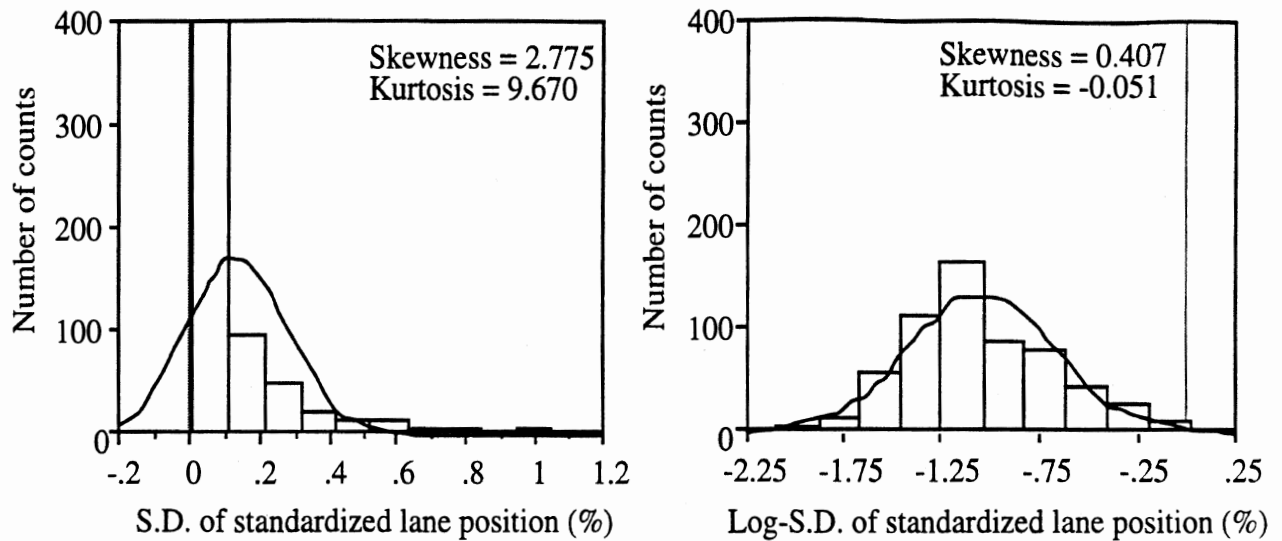 400
300
200
100
0
Number of counts
Skewness = 2.775
Kurtosis = 9.670
-.2 0 .2 .4 .6 .8 1 1.2
S.D. of standardized lane position (%)
400
300
200
100
0
Number of counts
Skewness = 0.407
Kurtosis = -0.051
-2.25 -1.75 -1.25 -.75 -.25 .25
Log-S.D. of standardized lane position (%)